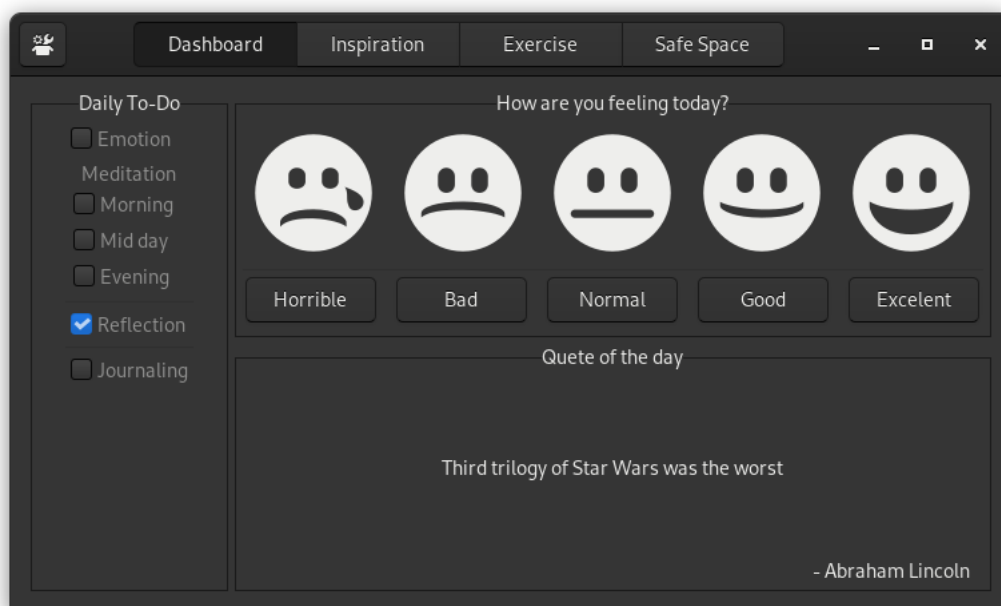 Dashboard
Inspiration
Exercise
Safe Space
Daily To-Do
Emotion
Meditation
Morning
Mid day
Evening
Reflection
Journaling
How are you feeling today?
Horrible
Bad
Normal
Good
Excelent
Quete of the day
Third trilogy of Star Wars was the worst
- Abraham Lincoln